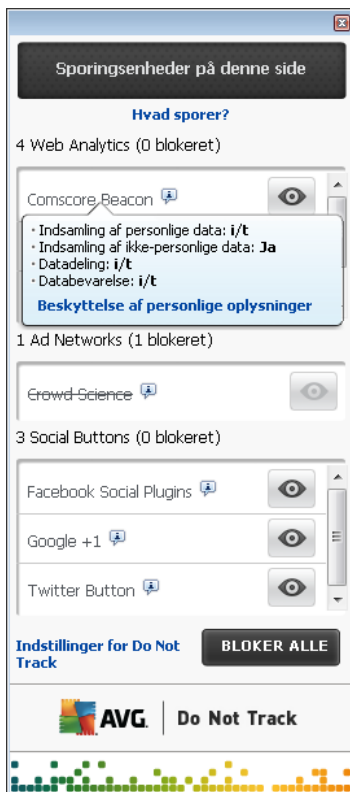 Sporingsenheder på denne side
Hvad sporer?
4 Web Analytics (0 blokeret)
Comscore Beacon
· Indsamling af personlige data: i/t
· Indsamling af ikke-personlige data: Ja
· Datadeling: i/t
· Databevarelse: i/t
Beskyttelse af personlige oplysninger
1 Ad Networks (1 blokeret)
Crowd Science
3 Social Buttons (0 blokeret)
Facebook Social Plugins
Google +1
Twitter Button
Indstillinger for Do Not
Track
BLOKER ALLE
AVG. Do Not Track